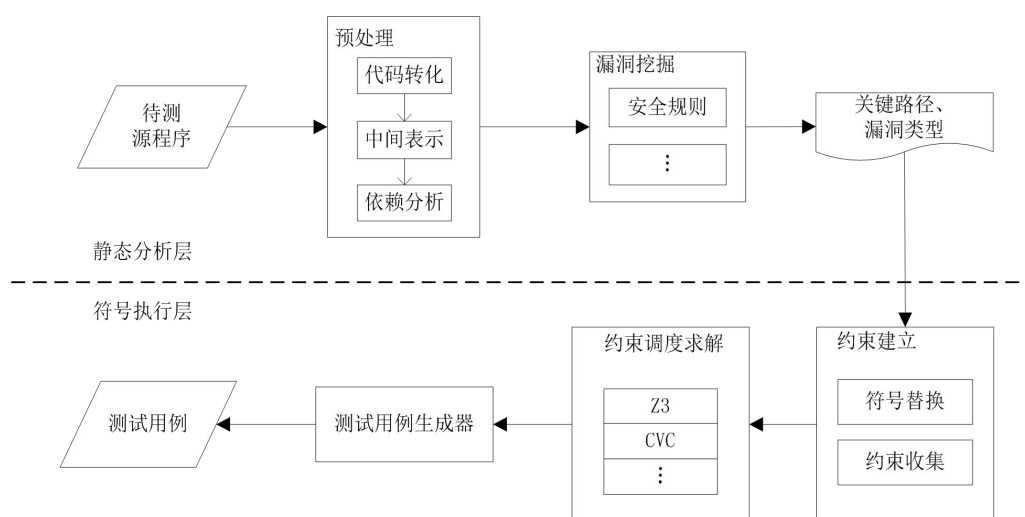 待测
源程序
预处理
代码转化
中间表示
依赖分析
漏洞挖掘
安全规则
⋮
关键路径、
漏洞类型
静态分析层
符号执行层
约束建立
符号替换
约束收集
约束调度求解
Z3
CVC
⋮
测试用例生成器
测试用例